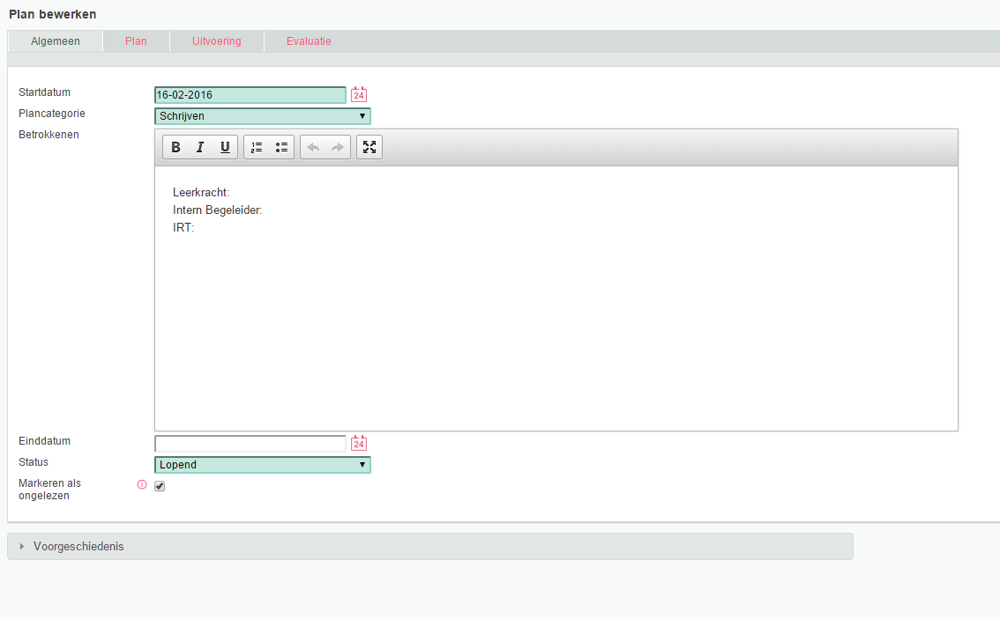 Plan bewerken
Algemeen Plan Uitvoering Evaluatie
Startdatum 16-02-2016 24
Plancategorie Schrijven
Betrokkenen B I U
Leerkracht:
Intern Begeleider:
IRT:
Einddatum 24
Status Lopend
Markeren als
ongelezen
Voorgeschiedenis